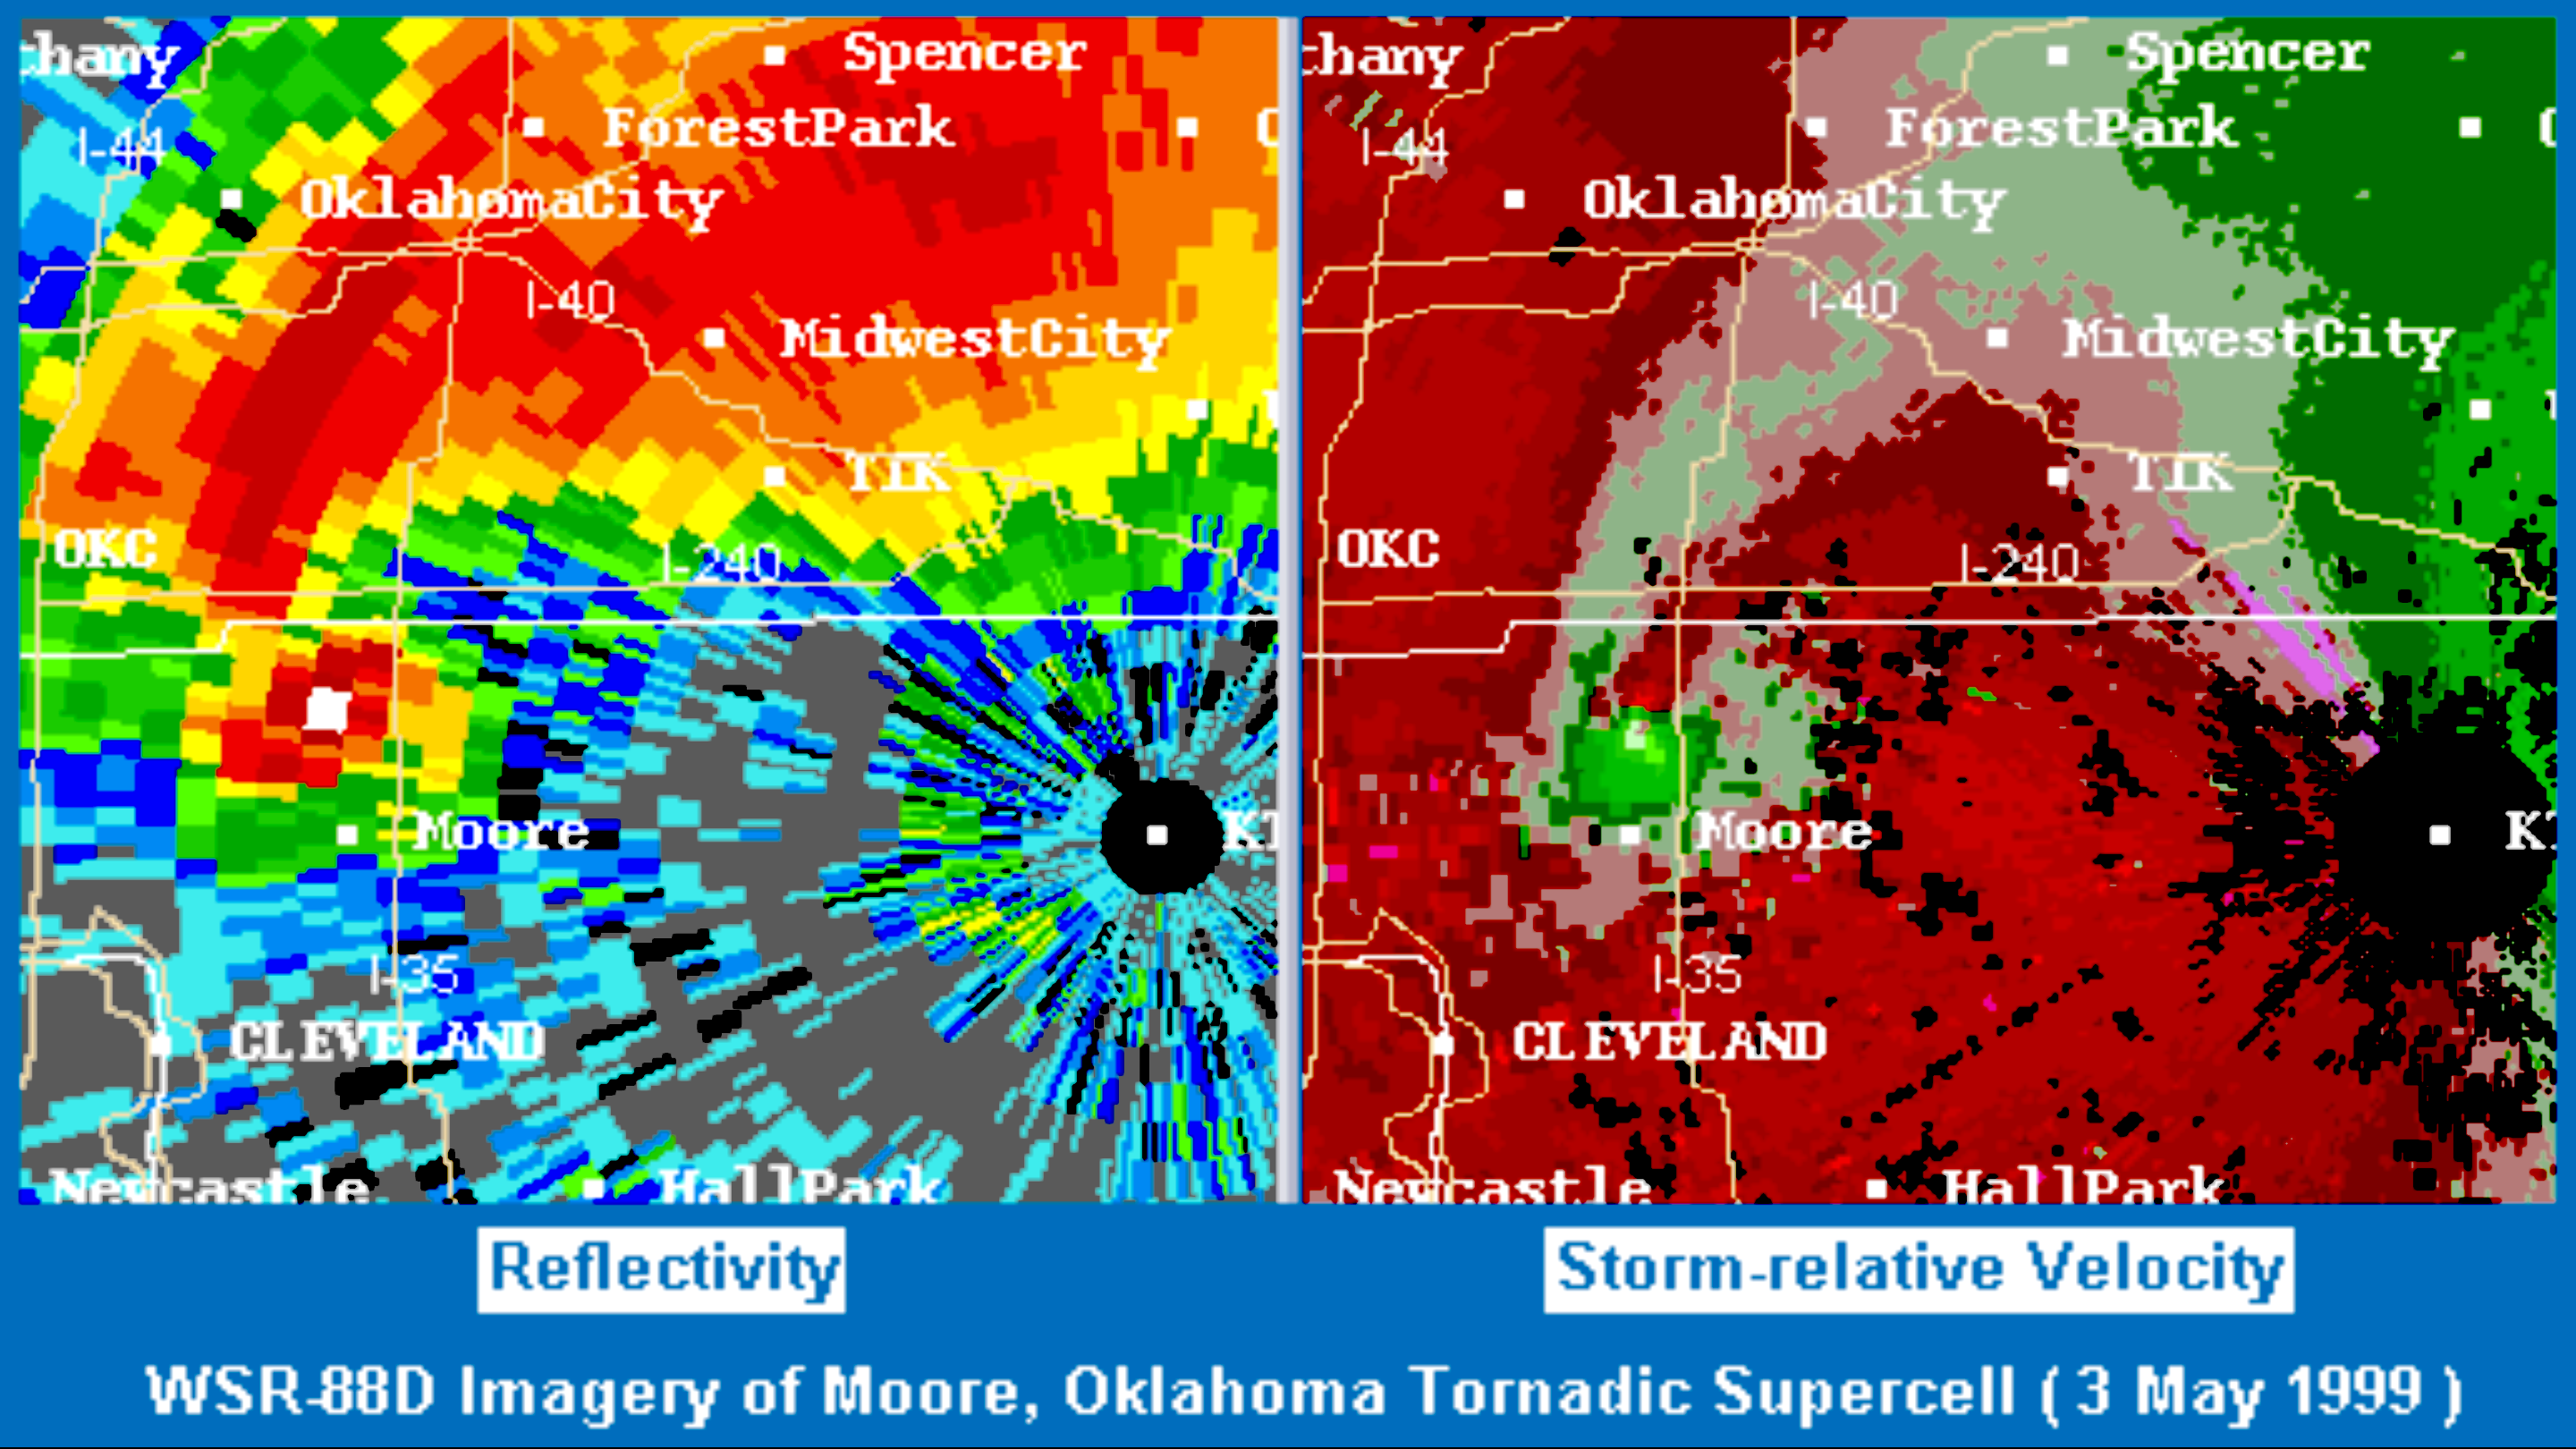 thany
Spencer
ForestPark
I-44
OklahomaCity
I-40
MidwestCity
TIK
OKC
I-240
Moore
I-35
CLEVELAND
Newcastle
HallPark
thany
Spencer
ForestPark
I-44
OklahomaCity
I-40
MidwestCity
TIK
OKC
I-240
Moore
I-35
CLEVELAND
Newcastle
HallPark
Reflectivity
Storm-relative Velocity
WSR-88D Imagery of Moore, Oklahoma Tornadic Supercell ( 3 May 1999 )